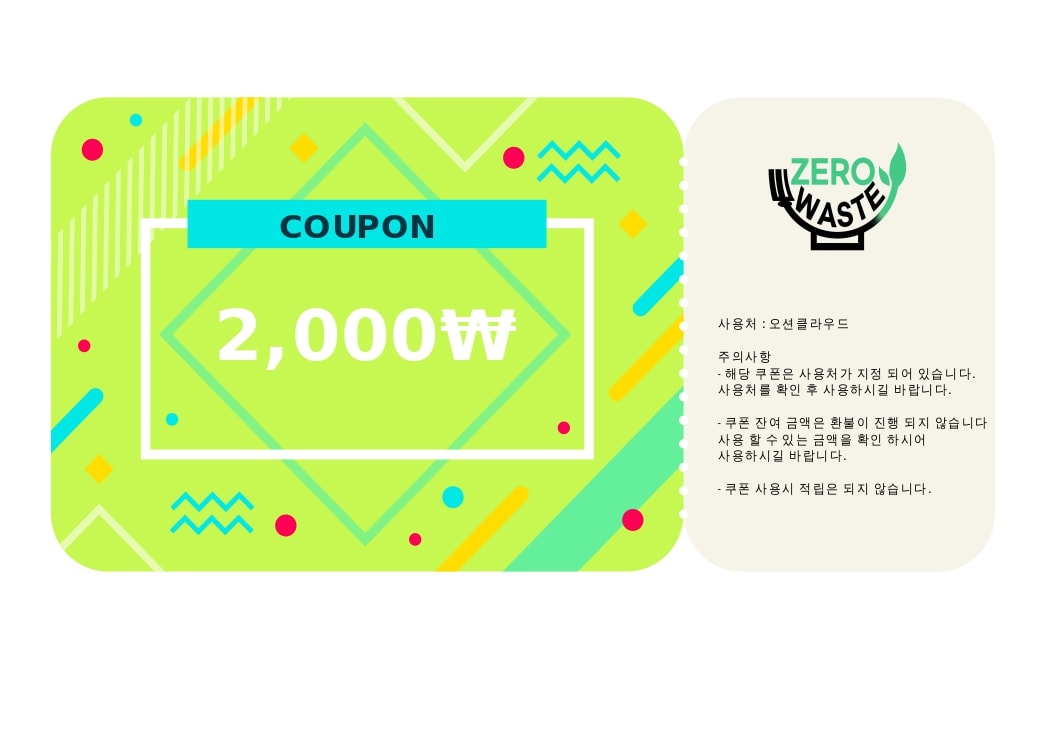 COUPON
2,000₩
ZERO
WASTE
사용처 : 오션클라우드
주의사항
- 해당 쿠폰은 사용처가 지정 되어 있습니다.
사용처를 확인 후 사용하시길 바랍니다.
- 쿠폰 잔여 금액은 환불이 진행 되지 않습니다
사용 할 수 있는 금액을 확인 하시어
사용하시길 바랍니다.
- 쿠폰 사용시 적립은 되지 않습니다.